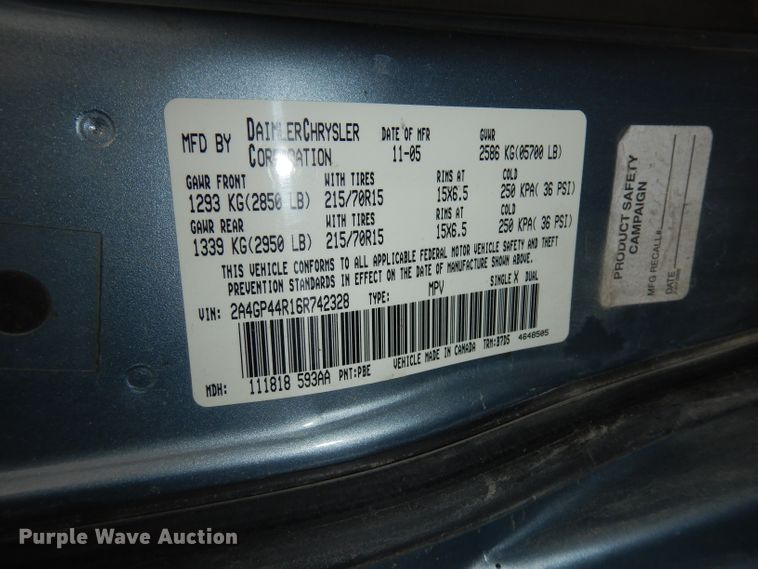 MFD BY DAIMLERCHRYSLER CORPORATION DATE OF MFR 11-05 GVWR 2586 KG(05700 LB)
GAWR FRONT WITH TIRES RIMS AT COLD
1293 KG(2850 LB) 215/70R15 15X6.5 250 KPA( 36 PSI)
GAWR REAR WITH TIRES RIMS AT COLD
1339 KG(2950 LB) 215/70R15 15X6.5 250 KPA( 36 PSI)
THIS VEHICLE CONFORMS TO ALL APPLICABLE FEDERAL MOTOR VEHICLE SAFETY AND THEFT
PREVENTION STANDARDS IN EFFECT ON THE DATE OF MANUFACTURE SHOWN ABOVE.
VIN: 2A4GP44R16R742328 TYPE: MPV SINGLE X DUAL
MDH: 111818 593AA PNT:PBE VEHICLE MADE IN CANADA TRM:B7D5 4648505
PRODUCT SAFETY
CAMPAIGN
MFG RECALL#
Purple Wave Auction